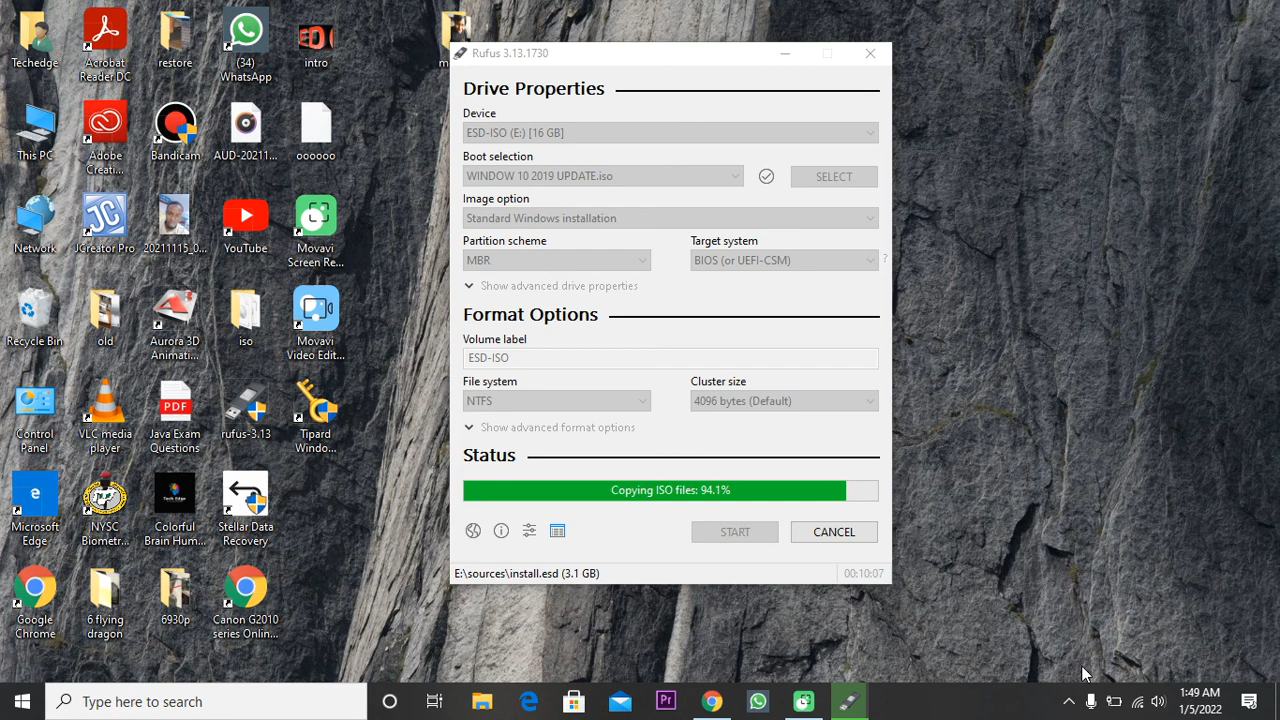 Techedge
Acrobat
Reader DC
restore
(34)
WhatsApp
intro
This PC
Adobe
Creati...
Bandicam
AUD-20211...
oooooo
Network
JCreator Pro
20211115_0...
YouTube
Movavi
Screen Re...
Recycle Bin
old
Aurora 3D
Animati...
iso
Movavi
Video Edit...
Control
Panel
VLC media
player
PDF
Java Exam
Questions
rufus-3.13
Tipard
Windo...
Microsoft
Edge
NYSC
Biometr...
Tech Edge
Colorful
Brain Hum...
Stellar Data
Recovery
Google
Chrome
6 flying
dragon
6930p
Canon G2010
series Onlin...
Rufus 3.13.1730
Drive Properties
Device
ESD-ISO (E:) [16 GB]
Boot selection
WINDOW 10 2019 UPDATE.iso
SELECT
Image option
Standard Windows installation
Partition scheme
Target system
MBR
BIOS (or UEFI-CSM)
?
Show advanced drive properties
Format Options
Volume label
ESD-ISO
File system
Cluster size
NTFS
4096 bytes (Default)
Show advanced format options
Status
Copying ISO files: 94.1%
START
CANCEL
E:\sources\install.esd (3.1 GB)
00:10:07
Type here to search
Pr
1:49 AM
1/5/2022